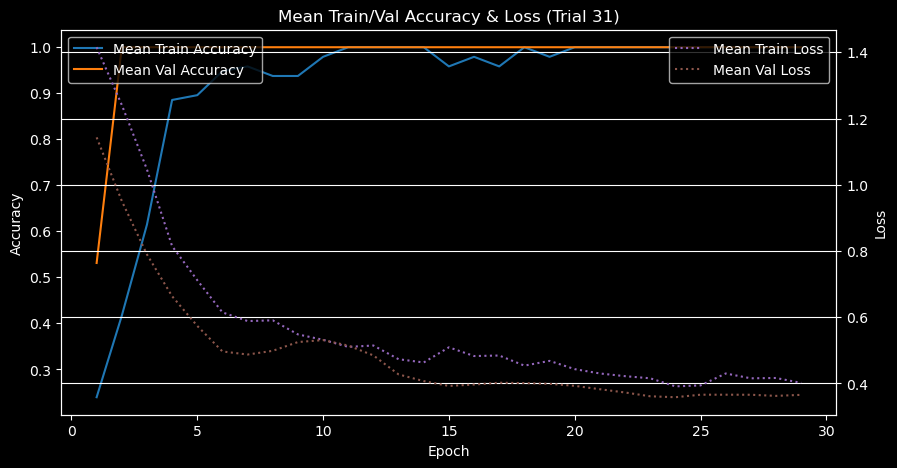 Mean Train/Val Accuracy & Loss (Trial 31)
Mean Train Accuracy
Mean Val Accuracy
Mean Train Loss
Mean Val Loss
1.0
0.9
0.8
0.7
0.6
0.5
0.4
0.3
Accuracy
1.4
1.2
1.0
0.8
0.6
0.4
Loss
0 5 10 15 20 25 30
Epoch